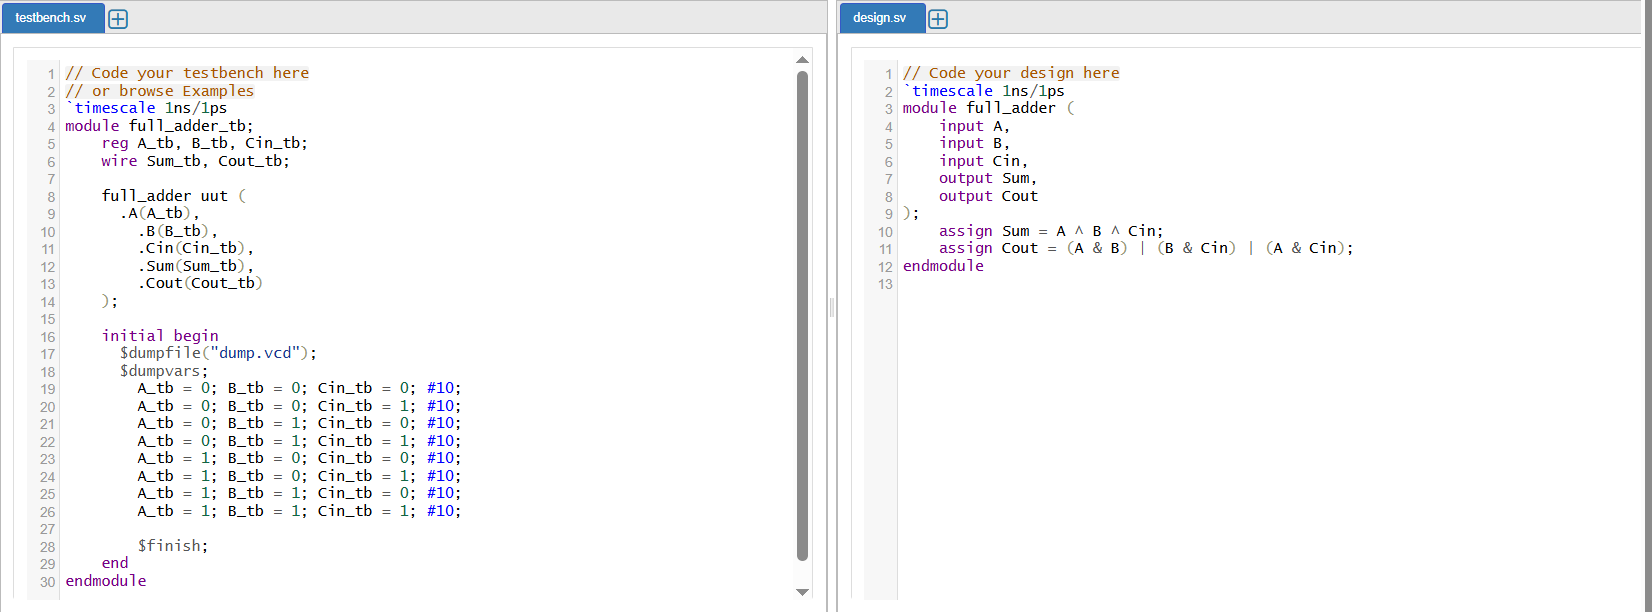 testbench.sv
1 // Code your testbench here
2 // or browse Examples
3 `timescale 1ns/1ps
4 module full_adder_tb;
5     reg A_tb, B_tb, Cin_tb;
6     wire Sum_tb, Cout_tb;
7
8     full_adder uut (
9       .A(A_tb),
10         .B(B_tb),
11         .Cin(Cin_tb),
12         .Sum(Sum_tb),
13         .Cout(Cout_tb)
14     );
15
16     initial begin
17       $dumpfile("dump.vcd");
18       $dumpvars;
19         A_tb = 0; B_tb = 0; Cin_tb = 0; #10;
20         A_tb = 0; B_tb = 0; Cin_tb = 1; #10;
21         A_tb = 0; B_tb = 1; Cin_tb = 0; #10;
22         A_tb = 0; B_tb = 1; Cin_tb = 1; #10;
23         A_tb = 1; B_tb = 0; Cin_tb = 0; #10;
24         A_tb = 1; B_tb = 0; Cin_tb = 1; #10;
25         A_tb = 1; B_tb = 1; Cin_tb = 0; #10;
26         A_tb = 1; B_tb = 1; Cin_tb = 1; #10;
27
28         $finish;
29     end
30 endmodule
design.sv
1 // Code your design here
2 `timescale 1ns/1ps
3 module full_adder (
4     input A,
5     input B,
6     input Cin,
7     output Sum,
8     output Cout
9 );
10     assign Sum = A ^ B ^ Cin;
11     assign Cout = (A & B) | (B & Cin) | (A & Cin);
12 endmodule
13